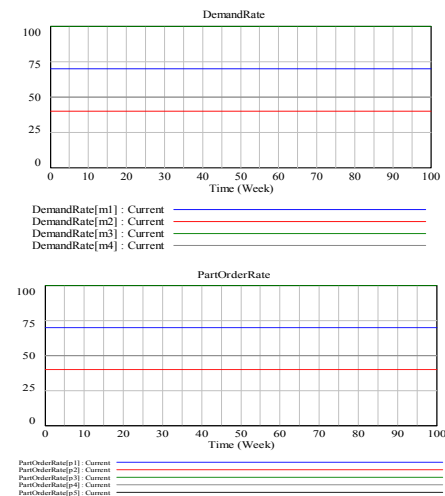 DemandRate
100
75
50
25
0
0 10 20 30 40 50 60 70 80 90 100
Time (Week)
DemandRate[m1] : Current
DemandRate[m2] : Current
DemandRate[m3] : Current
DemandRate[m4] : Current
PartOrderRate
100
75
50
25
0
0 10 20 30 40 50 60 70 80 90 100
Time (Week)
PartOrderRate[p1] : Current
PartOrderRate[p2] : Current
PartOrderRate[p3] : Current
PartOrderRate[p4] : Current
PartOrderRate[p5] : Current